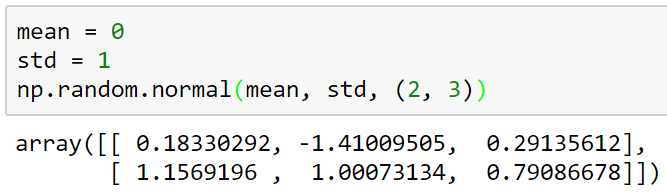 mean = 0
std = 1
np.random.normal(mean, std, (2, 3))
array([[ 0.18330292, -1.41009505,  0.29135612],
       [ 1.1569196 ,  1.00073134,  0.79086678]])